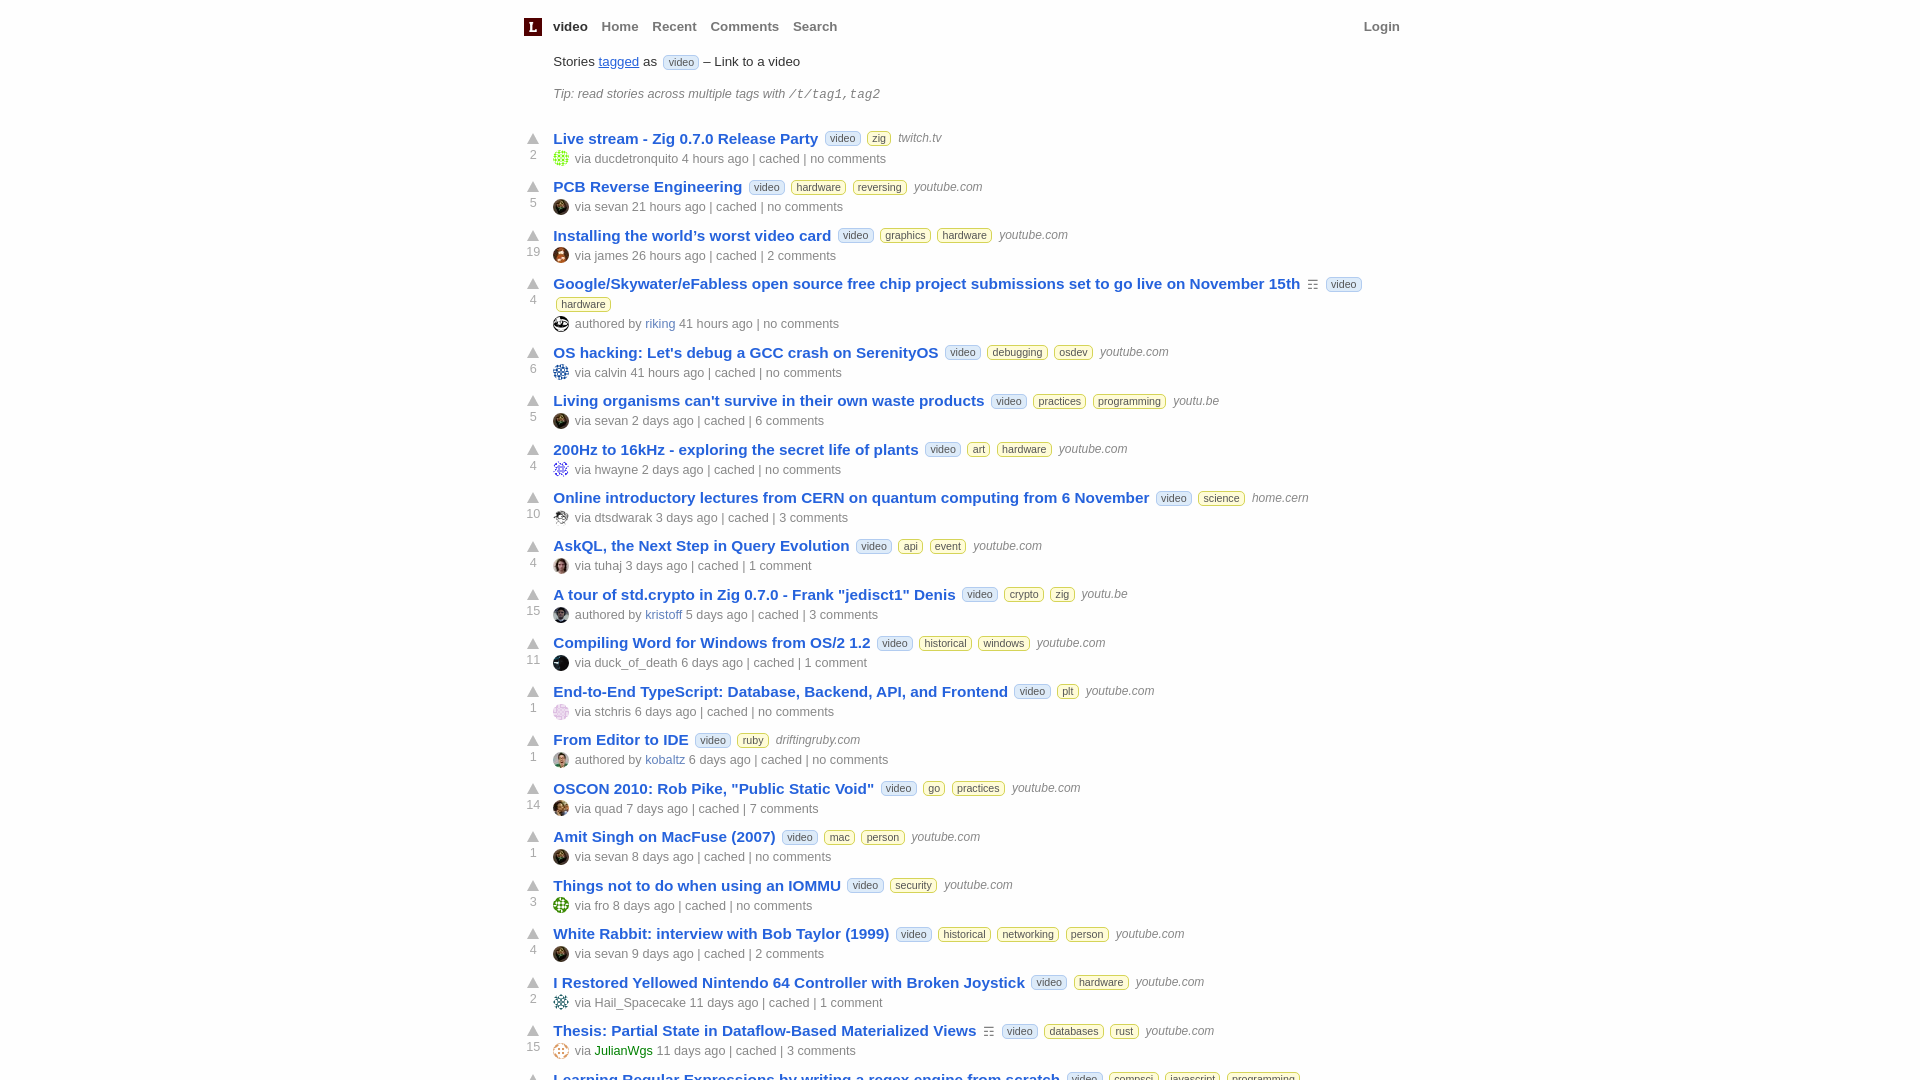 L video Home Recent Comments Search Login
Stories tagged as video – Link to a video
Tip: read stories across multiple tags with /t/tag1,tag2
Live stream - Zig 0.7.0 Release Party video zig twitch.tv
2 via ducdetronquito 4 hours ago | cached | no comments
PCB Reverse Engineering video hardware reversing youtube.com
5 via sevan 21 hours ago | cached | no comments
Installing the world’s worst video card video graphics hardware youtube.com
19 via james 26 hours ago | cached | 2 comments
Google/Skywater/eFabless open source free chip project submissions set to go live on November 15th ☶ video
4 hardware
authored by riking 41 hours ago | no comments
OS hacking: Let's debug a GCC crash on SerenityOS video debugging osdev youtube.com
6 via calvin 41 hours ago | cached | no comments
Living organisms can't survive in their own waste products video practices programming youtu.be
5 via sevan 2 days ago | cached | 6 comments
200Hz to 16kHz - exploring the secret life of plants video art hardware youtube.com
4 via hwayne 2 days ago | cached | no comments
Online introductory lectures from CERN on quantum computing from 6 November video science home.cern
10 via dtsdwarak 3 days ago | cached | 3 comments
AskQL, the Next Step in Query Evolution video api event youtube.com
4 via tuhaj 3 days ago | cached | 1 comment
A tour of std.crypto in Zig 0.7.0 - Frank "jedisct1" Denis video crypto zig youtu.be
15 authored by kristoff 5 days ago | cached | 3 comments
Compiling Word for Windows from OS/2 1.2 video historical windows youtube.com
11 via duck_of_death 6 days ago | cached | 1 comment
End-to-End TypeScript: Database, Backend, API, and Frontend video plt youtube.com
1 via stchris 6 days ago | cached | no comments
From Editor to IDE video ruby driftingruby.com
1 authored by kobaltz 6 days ago | cached | no comments
OSCON 2010: Rob Pike, "Public Static Void" video go practices youtube.com
14 via quad 7 days ago | cached | 7 comments
Amit Singh on MacFuse (2007) video mac person youtube.com
1 via sevan 8 days ago | cached | no comments
Things not to do when using an IOMMU video security youtube.com
3 via fro 8 days ago | cached | no comments
White Rabbit: interview with Bob Taylor (1999) video historical networking person youtube.com
4 via sevan 9 days ago | cached | 2 comments
I Restored Yellowed Nintendo 64 Controller with Broken Joystick video hardware youtube.com
2 via Hail_Spacecake 11 days ago | cached | 1 comment
Thesis: Partial State in Dataflow-Based Materialized Views ☶ video databases rust youtube.com
15 via JulianWgs 11 days ago | cached | 3 comments
Learning Regular Expressions by writing a regex engine from scratch video compsci javascript programming